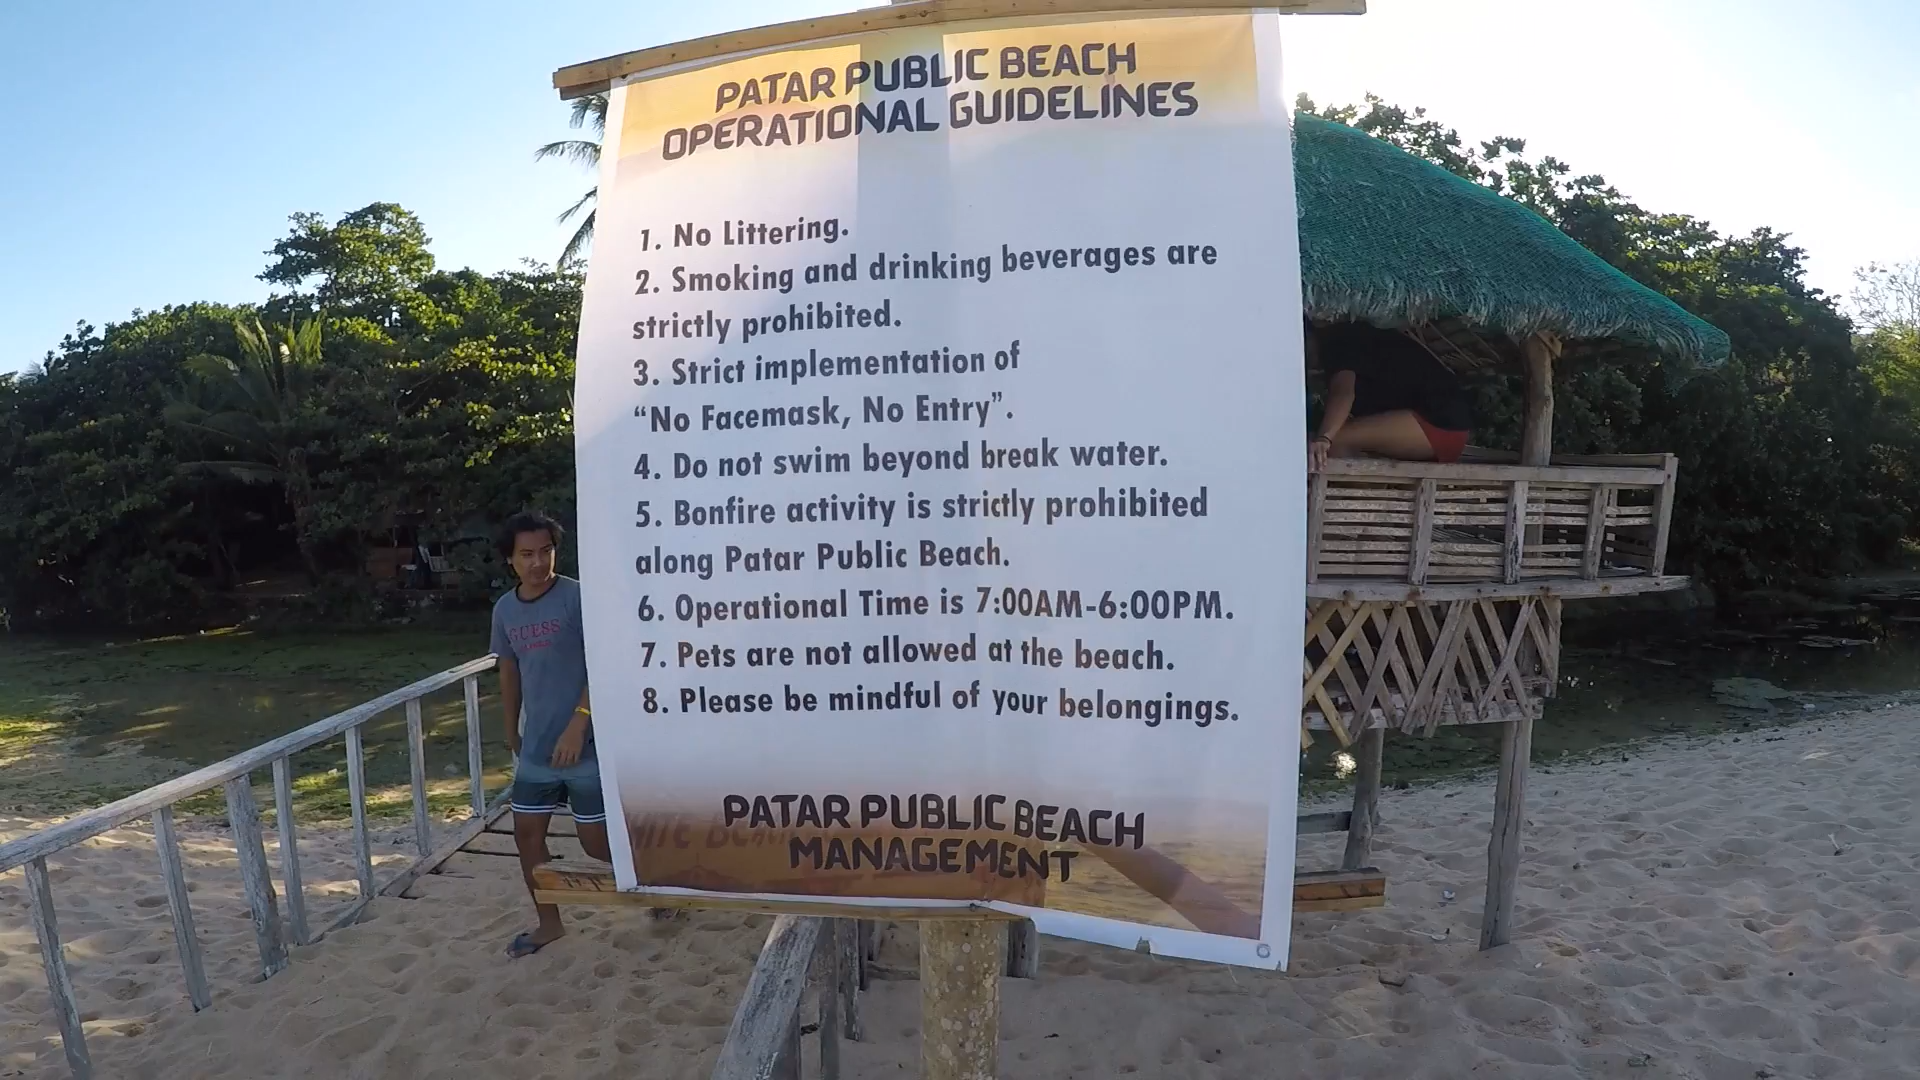 PATAR PUBLIC BEACH
OPERATIONAL GUIDELINES
1. No Littering.
2. Smoking and drinking beverages are
strictly prohibited.
3. Strict implementation of
“No Facemask, No Entry”.
4. Do not swim beyond break water.
5. Bonfire activity is strictly prohibited
along Patar Public Beach.
6. Operational Time is 7:00AM-6:00PM.
7. Pets are not allowed at the beach.
8. Please be mindful of your belongings.
PATAR PUBLIC BEACH
MANAGEMENT
GUESS